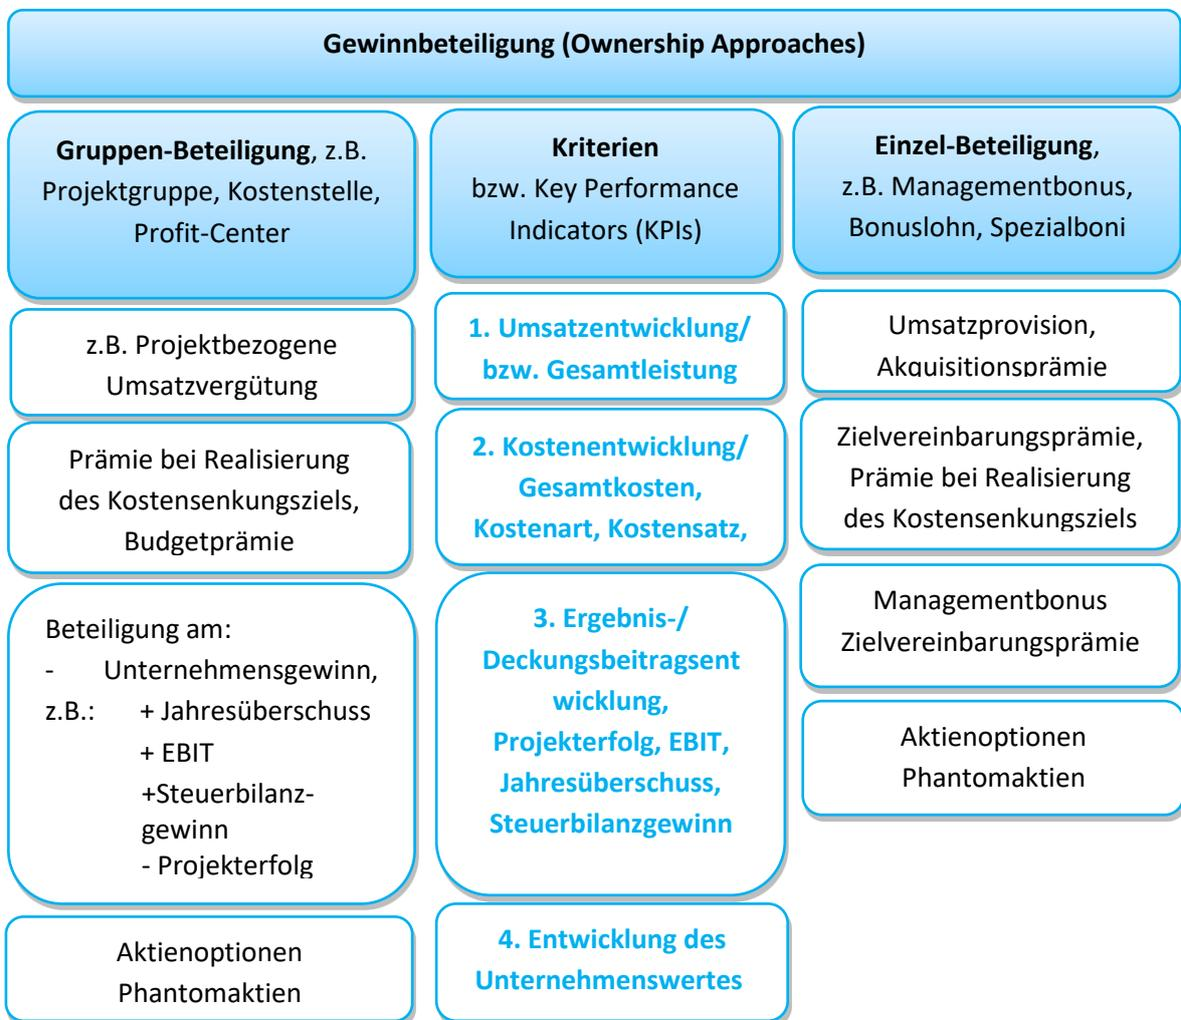 Gewinnbeteiligung (Ownership Approaches)
Gruppen-Beteiligung, z.B.
Projektgruppe, Kostenstelle,
Profit-Center
Kriterien
bzw. Key Performance
Indicators (KPIs)
Einzel-Beteiligung,
z.B. Managementbonus,
Bonuslohn, Spezialboni
z.B. Projektbezogene
Umsatzvergütung
1. Umsatzentwicklung/
bzw. Gesamtleistung
Umsatzprovision,
Akquisitionsprämie
Prämie bei Realisierung
des Kostensenkungsziels,
Budgetprämie
2. Kostenentwicklung/
Gesamtkosten,
Kostenart, Kostensatz,
Zielvereinbarungsprämie,
Prämie bei Realisierung
des Kostensenkungsziels
Beteiligung am:
- Unternehmensgewinn,
z.B.: + Jahresüberschuss
+ EBIT
+Steuerbilanz-
gewinn
- Projekterfolg
3. Ergebnis-/
Deckungsbeitragsent
wicklung,
Projekterfolg, EBIT,
Jahresüberschuss,
Steuerbilanzgewinn
Managementbonus
Zielvereinbarungsprämie
Aktienoptionen
Phantomaktien
Aktienoptionen
Phantomaktien
4. Entwicklung des
Unternehmenswertes